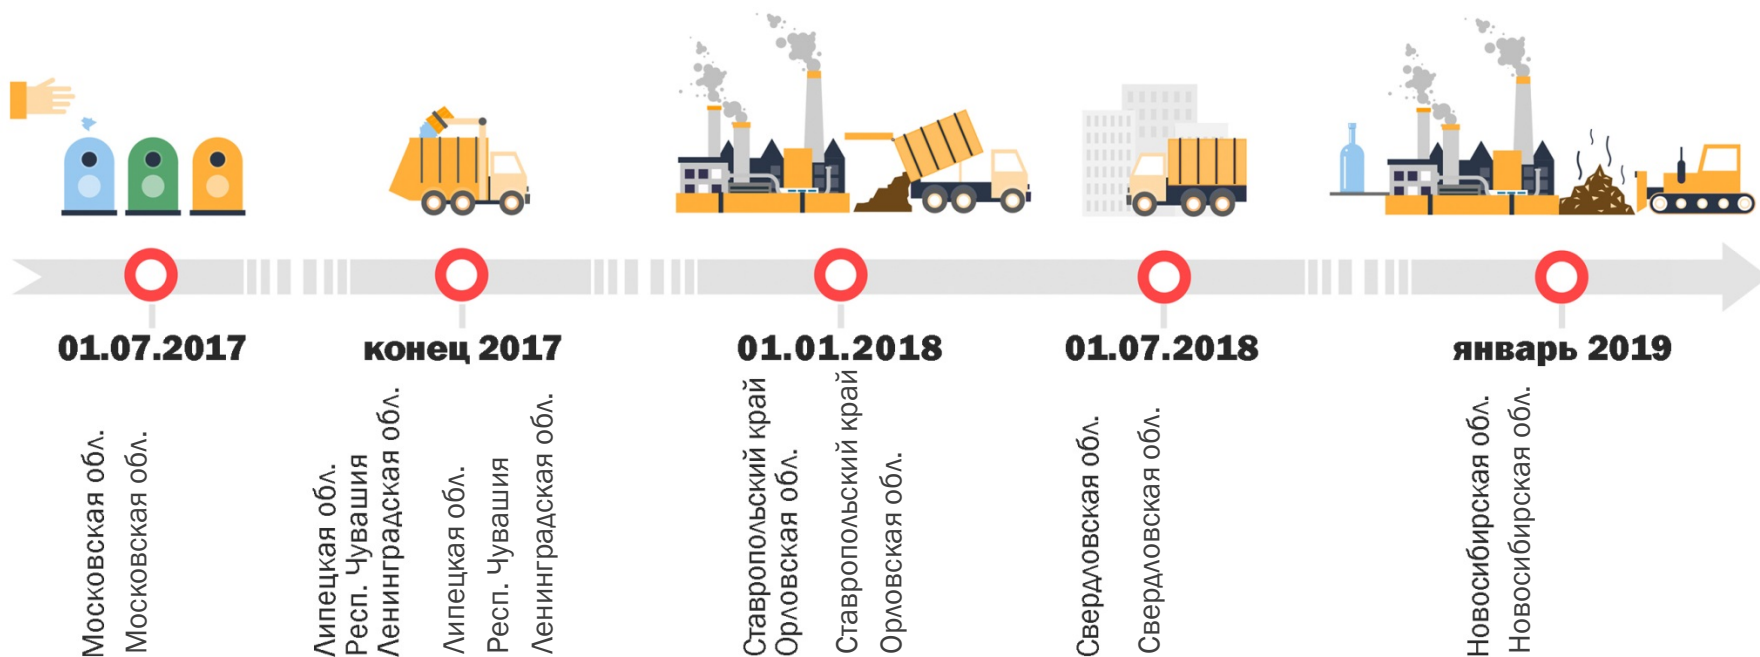 01.07.2017
конец 2017
01.01.2018
01.07.2018
январь 2019
Московская обл.
Московская обл.
Липецкая обл.
Респ. Чувашия
Ленинградская обл.
Липецкая обл.
Респ. Чувашия
Ленинградская обл.
Ставропольский край
Орловская обл.
Ставропольский край
Орловская обл.
Свердловская обл.
Свердловская обл.
Новосибирская обл.
Новосибирская обл.